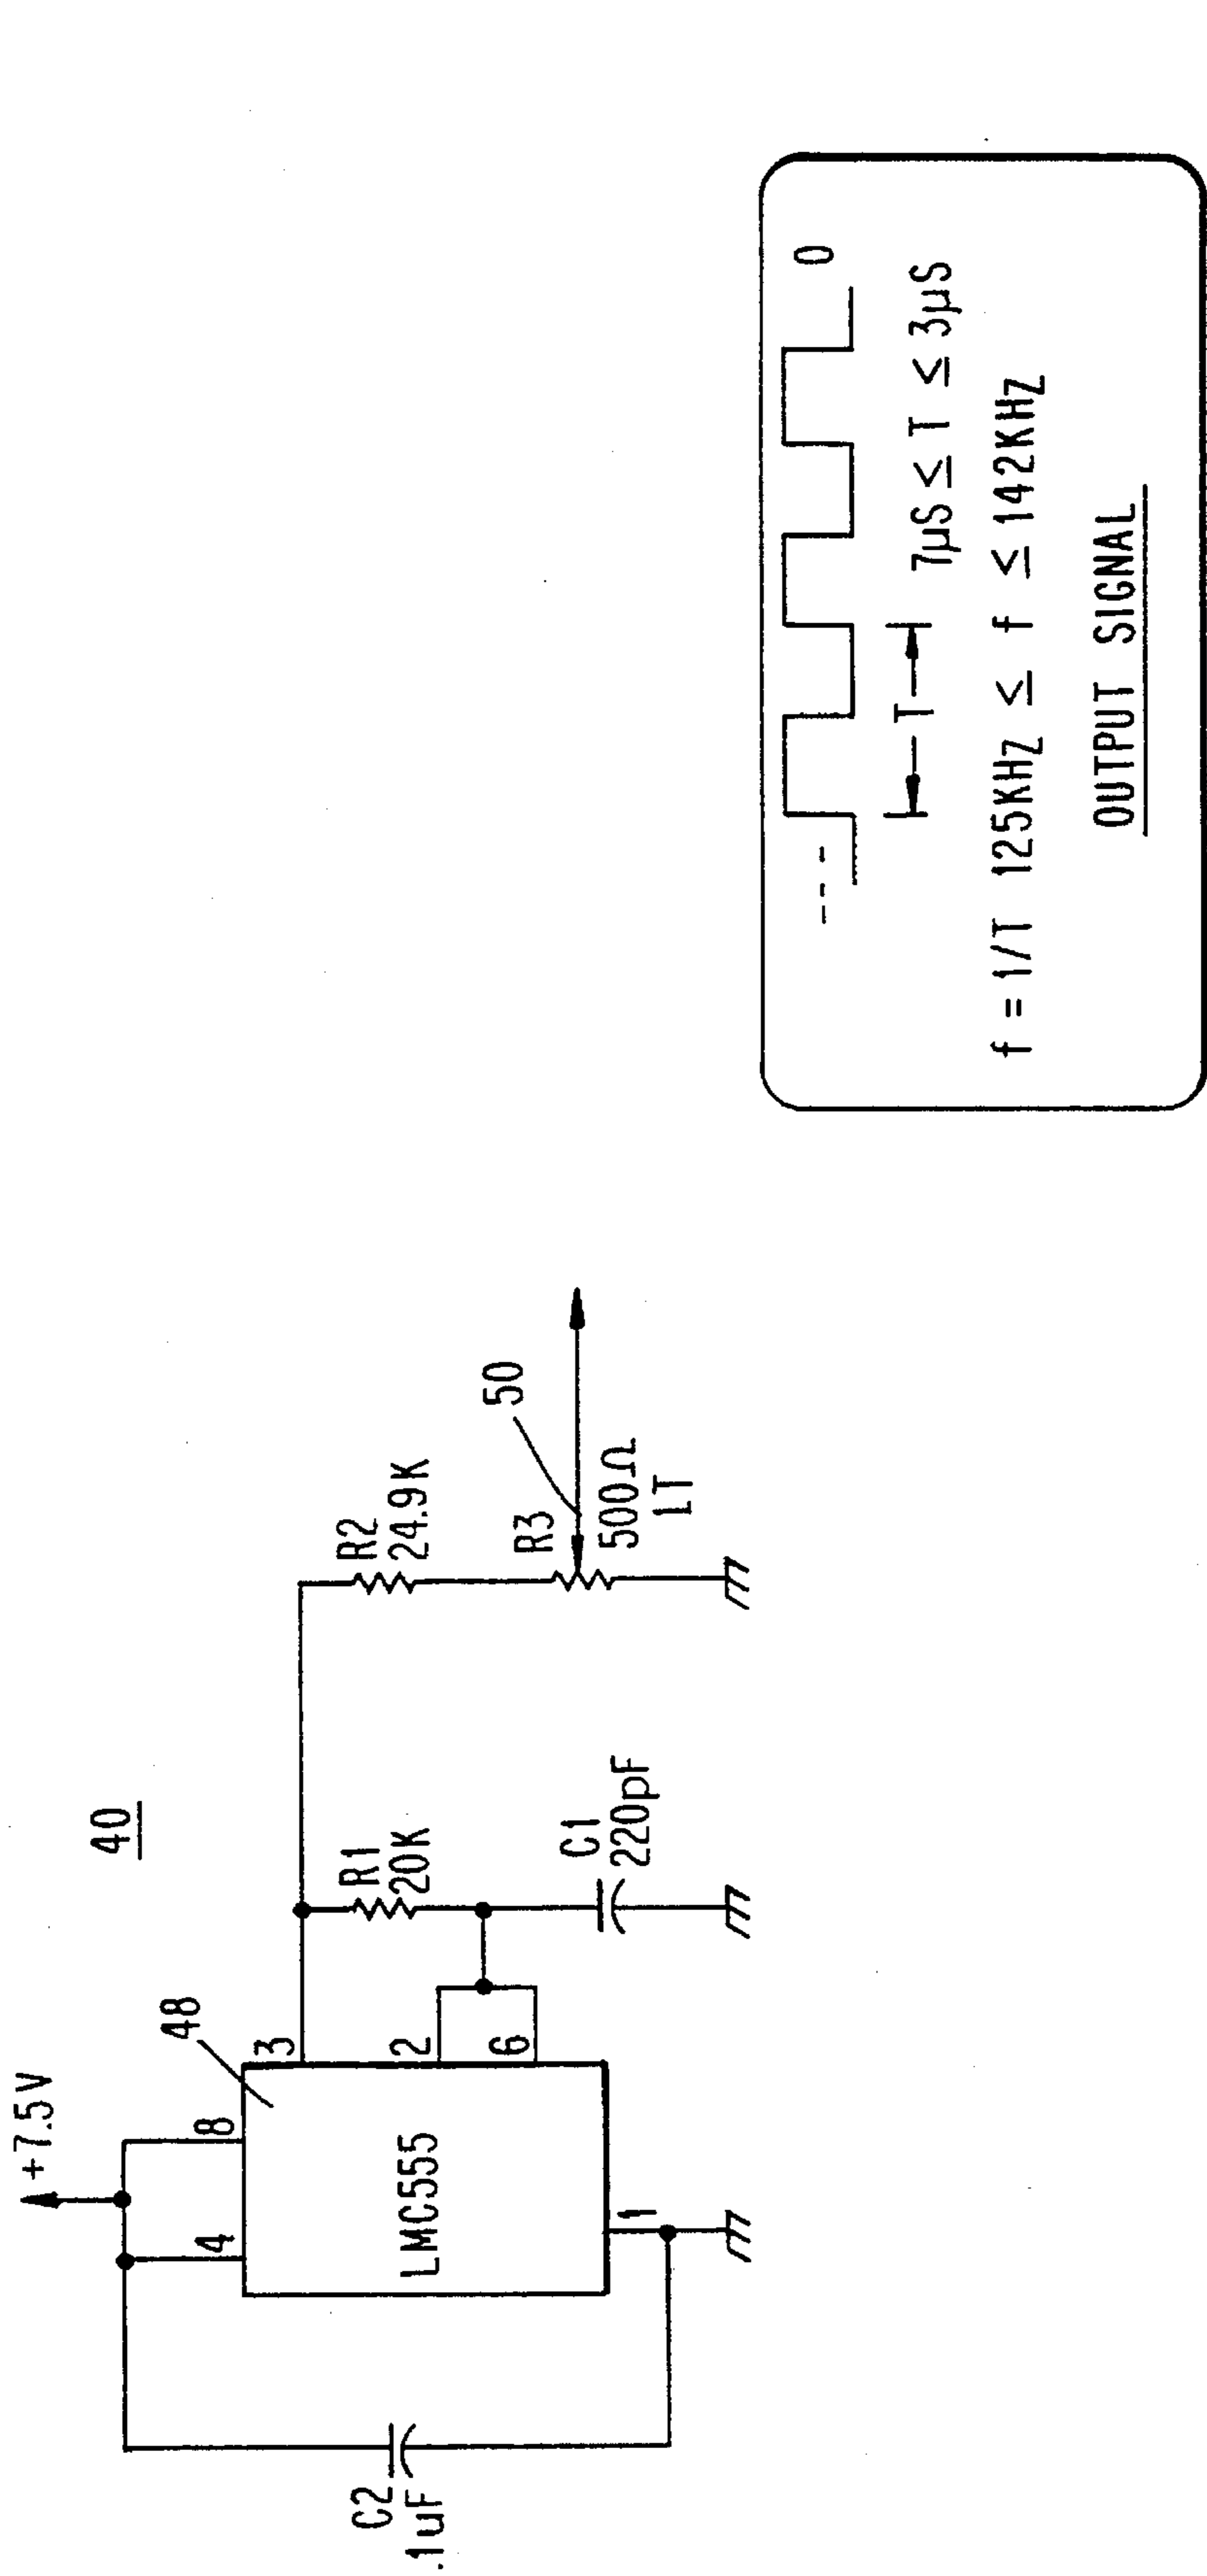 40
+7.5V
48
4
8
3
2
6
1
LMC555
C2
.1uF
R1
20K
C1
220pF
R2
24.9K
R3
500Ω
1T
50
--- 0
T 7µS ≤ T ≤ 3µS
f = 1/T 125KHZ ≤ f ≤ 142KHZ
OUTPUT SIGNAL